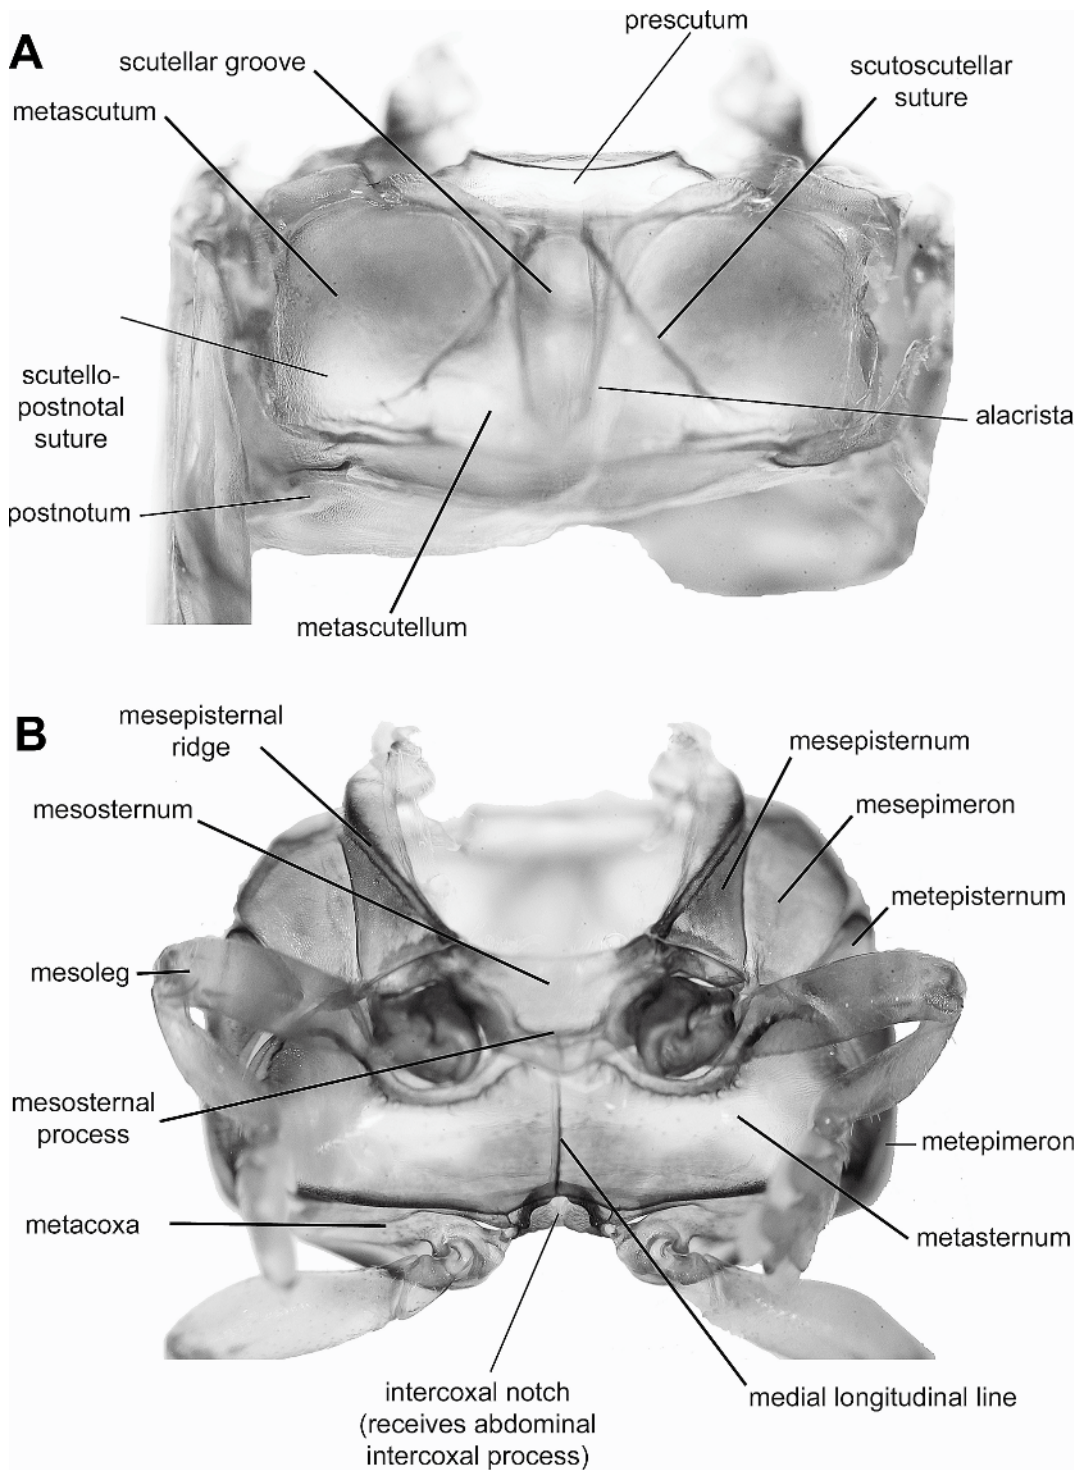 A
prescutum
scutellar groove
scutoscutellar
suture
metascutum
scutello-
postnotal
suture
alacrista
postnotum
metascutellum
B
mesepisternal
ridge
mesepisternum
mesosternum
mesepimeron
metepisternum
mesoleg
mesosternal
process
metepimeron
metacoxa
metasternum
intercoxal notch
(receives abdominal
intercoxal process)
medial longitudinal line